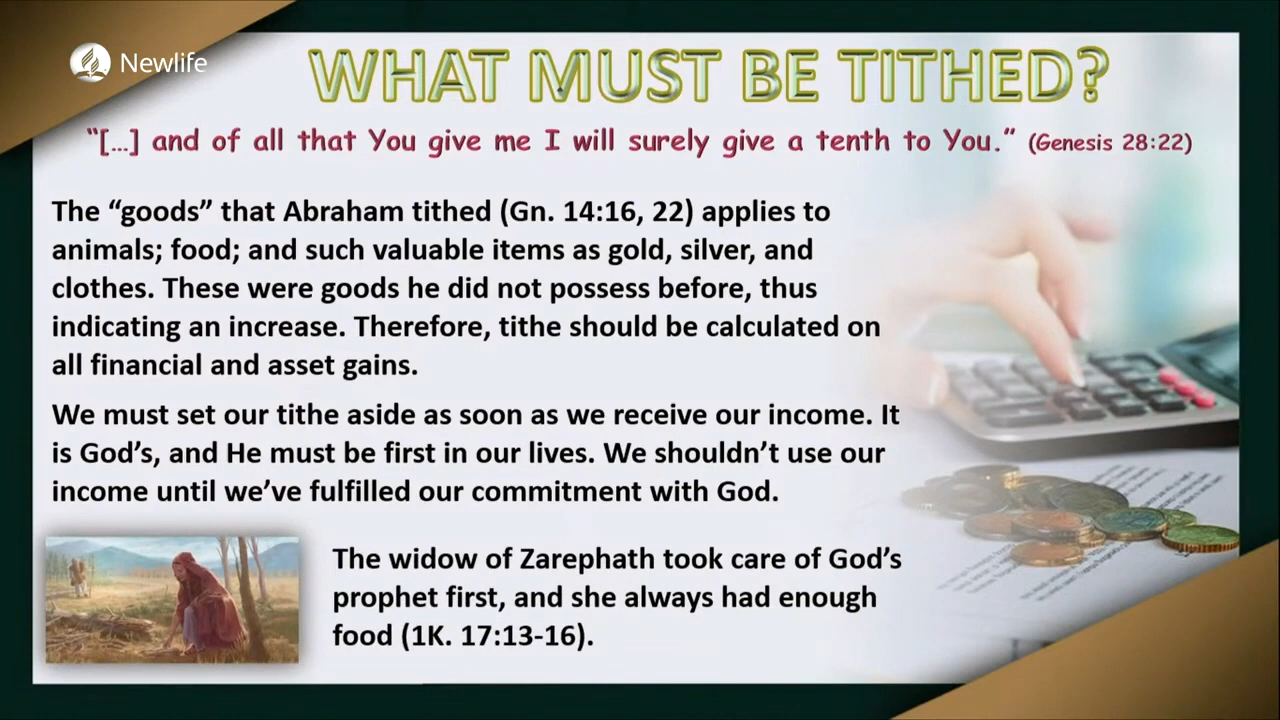 Newlife
WHAT MUST BE TITHED?
“[...] and of all that You give me I will surely give a tenth to You.” (Genesis 28:22)
The “goods” that Abraham tithed (Gn. 14:16, 22) applies to
animals; food; and such valuable items as gold, silver, and
clothes. These were goods he did not possess before, thus
indicating an increase. Therefore, tithe should be calculated on
all financial and asset gains.
We must set our tithe aside as soon as we receive our income. It
is God’s, and He must be first in our lives. We shouldn’t use our
income until we’ve fulfilled our commitment with God.
The widow of Zarephath took care of God’s
prophet first, and she always had enough
food (1K. 17:13-16).